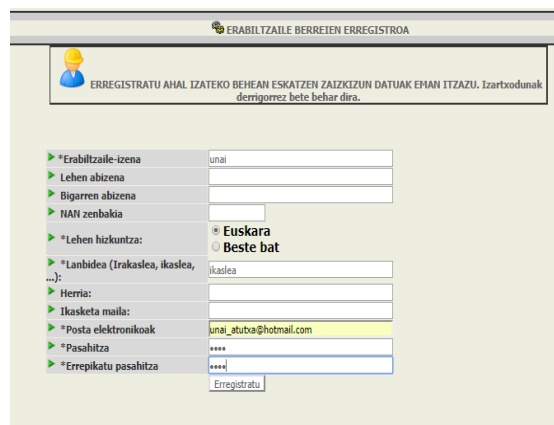 ERABILTZAILE BERREIEN ERREGISTROA
ERREGISTRATU AHAL IZATEKO BEHEAN ESKATZEN ZAIZKIZUN DATUAK EMAN ITZAZU. Izartxodunak
derrigorrez bete behar dira.
*Erabiltzaile-izena unai
Lehen abizena
Bigarren abizena
NAN zenbakia
*Lehen hizkuntza: Euskara
Beste bat
*Lanbidea (Irakaslea, ikaslea,
...): ikaslea
Herria:
Ikasketa maila:
*Posta elektronikoak unai_atutxa@hotmail.com
*Pasahitza ••••
*Errepikatu pasahitza ••••
Erregistratu